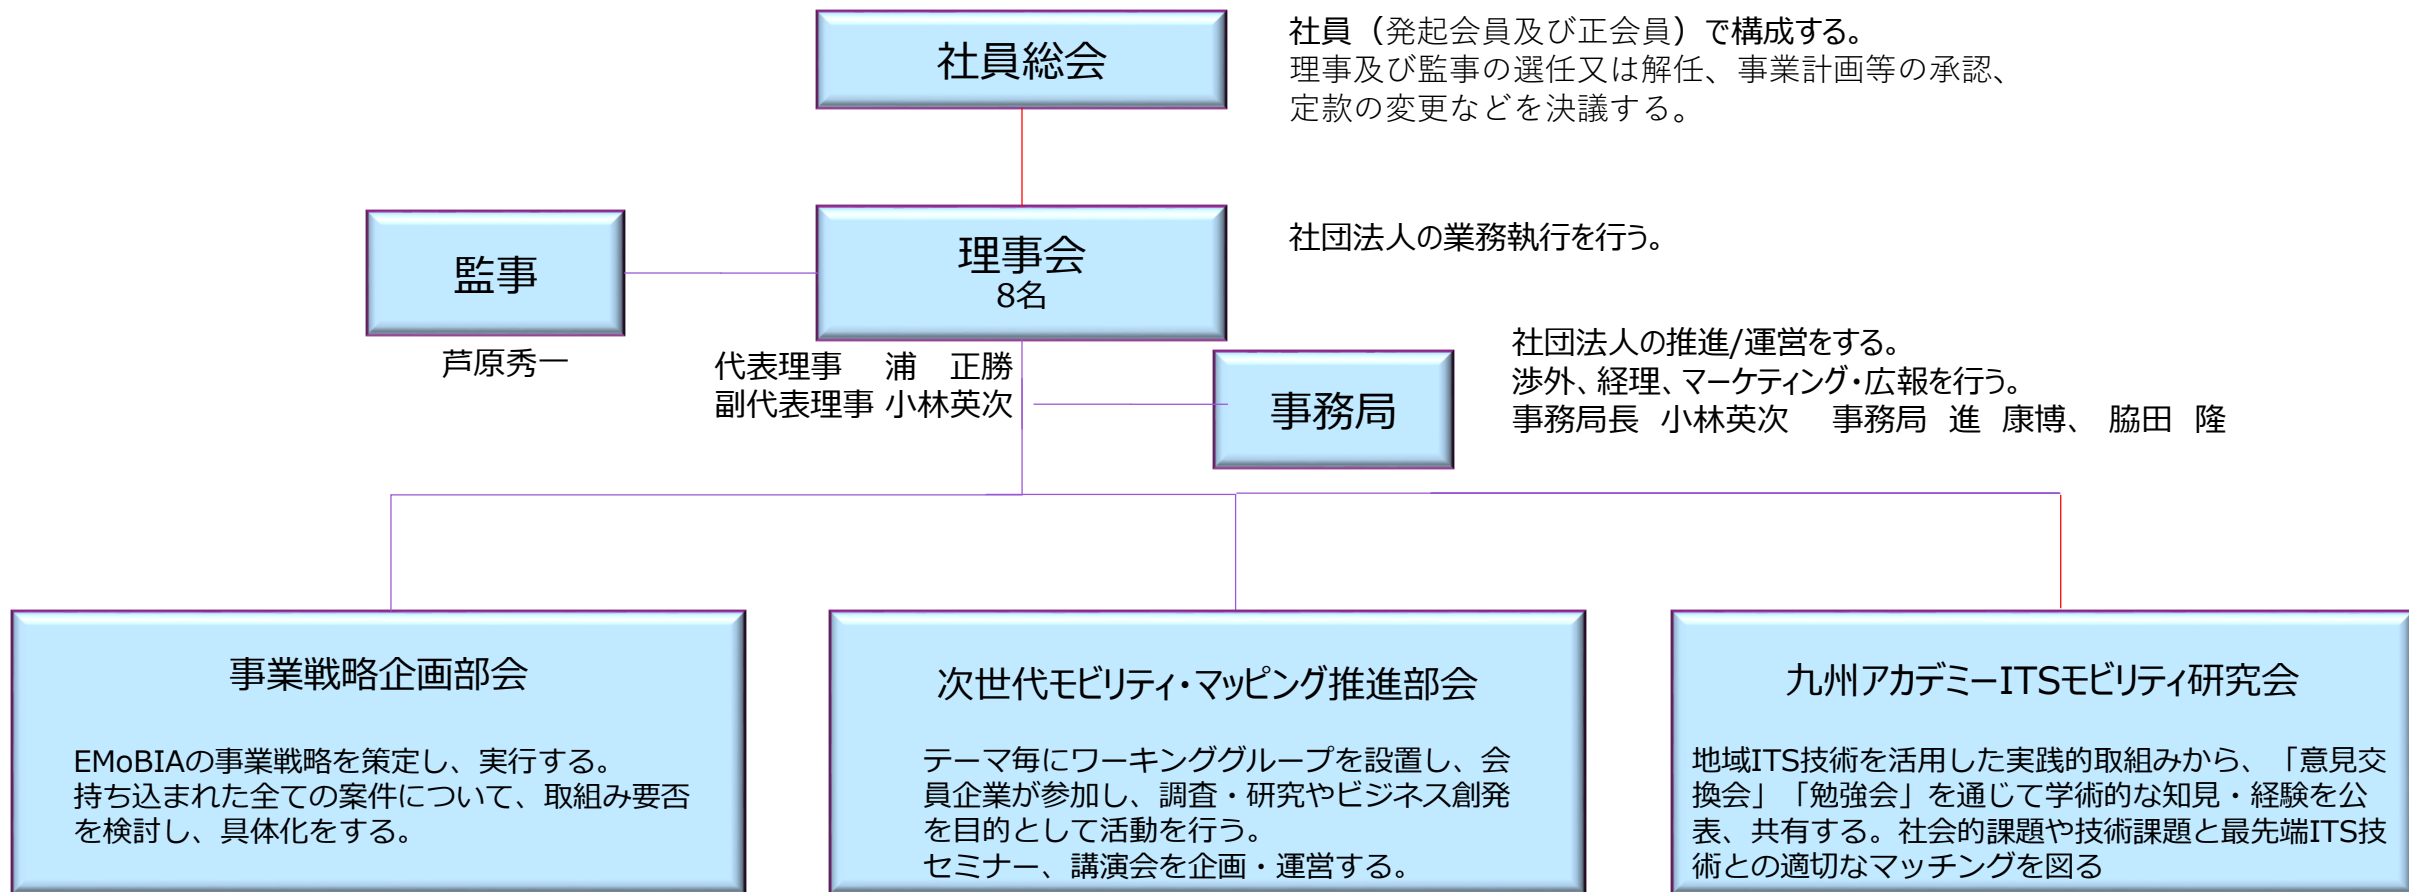 社員総会
社員（発起会員及び正会員）で構成する。
理事及び監事の選任又は解任、事業計画等の承認、
定款の変更などを決議する。
監事
芦原秀一
理事会
8名
社団法人の業務執行を行う。
代表理事　浦　正勝
副代表理事 小林英次
事務局
社団法人の推進/運営をする。
渉外、経理、マーケティング・広報を行う。
事務局長 小林英次　事務局 進 康博、 脇田 隆
事業戦略企画部会
EMoBIAの事業戦略を策定し、実行する。
持ち込まれた全ての案件について、取組み要否
を検討し、具体化をする。
次世代モビリティ・マッピング推進部会
テーマ毎にワーキンググループを設置し、会
員企業が参加し、調査・研究やビジネス創発
を目的として活動を行う。
セミナー、講演会を企画・運営する。
九州アカデミーITSモビリティ研究会
地域ITS技術を活用した実践的取組みから、「意見交
換会」「勉強会」を通じて学術的な知見・経験を公
表、共有する。社会的課題や技術課題と最先端ITS技
術との適切なマッチングを図る